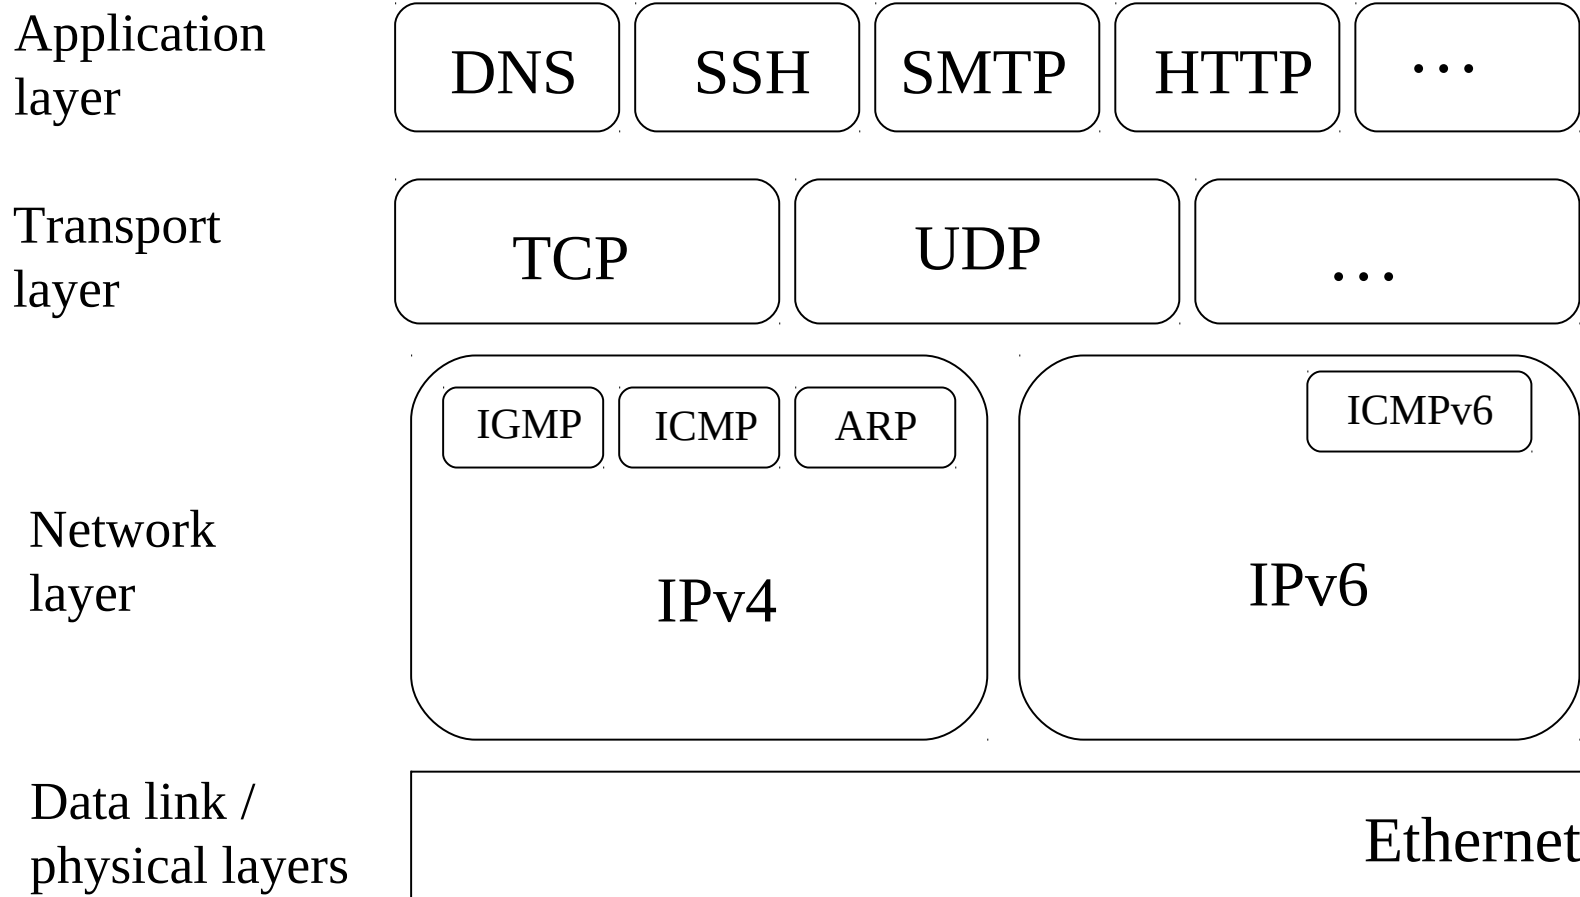 Application
layer
DNS SSH SMTP HTTP ...
Transport
layer
TCP UDP ...
IGMP ICMP ARP ICMPv6
Network
layer
IPv4 IPv6
Data link /
physical layers
Ethernet